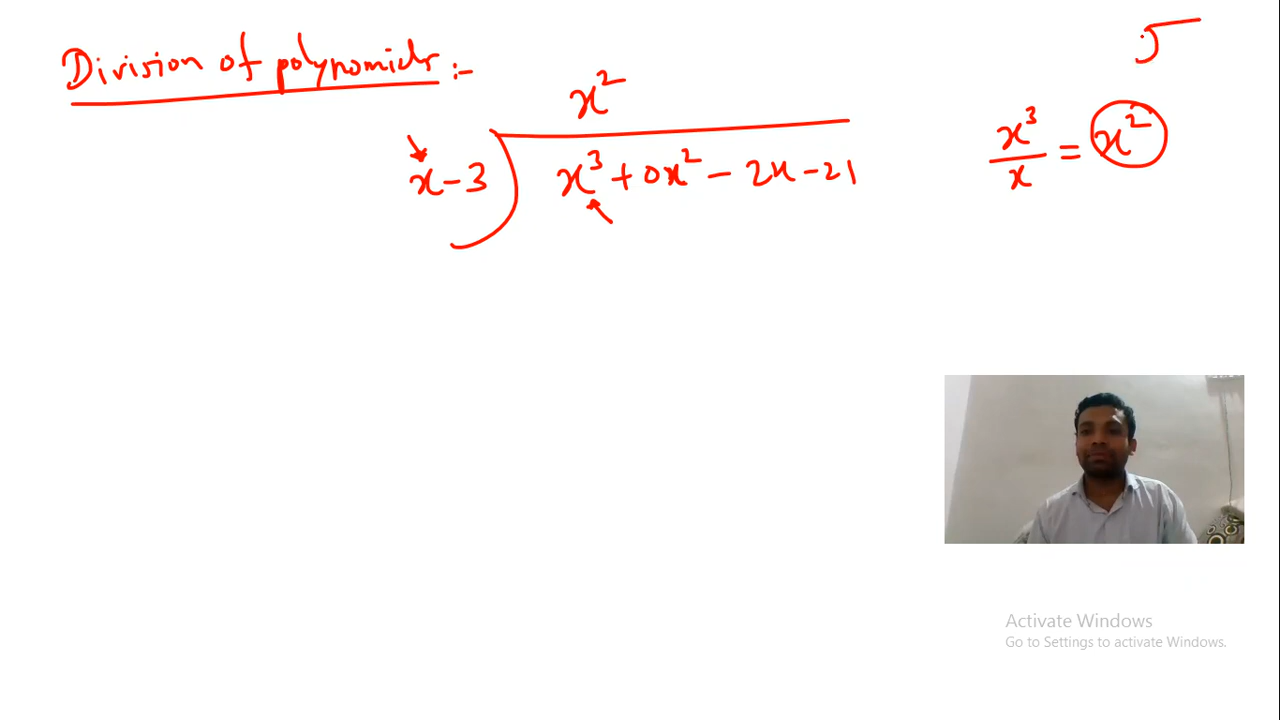 Division of polynomials :-
x²
x - 3 ) x³ + 0x² - 2x - 21
x³/x = x²
Activate Windows
Go to Settings to activate Windows.